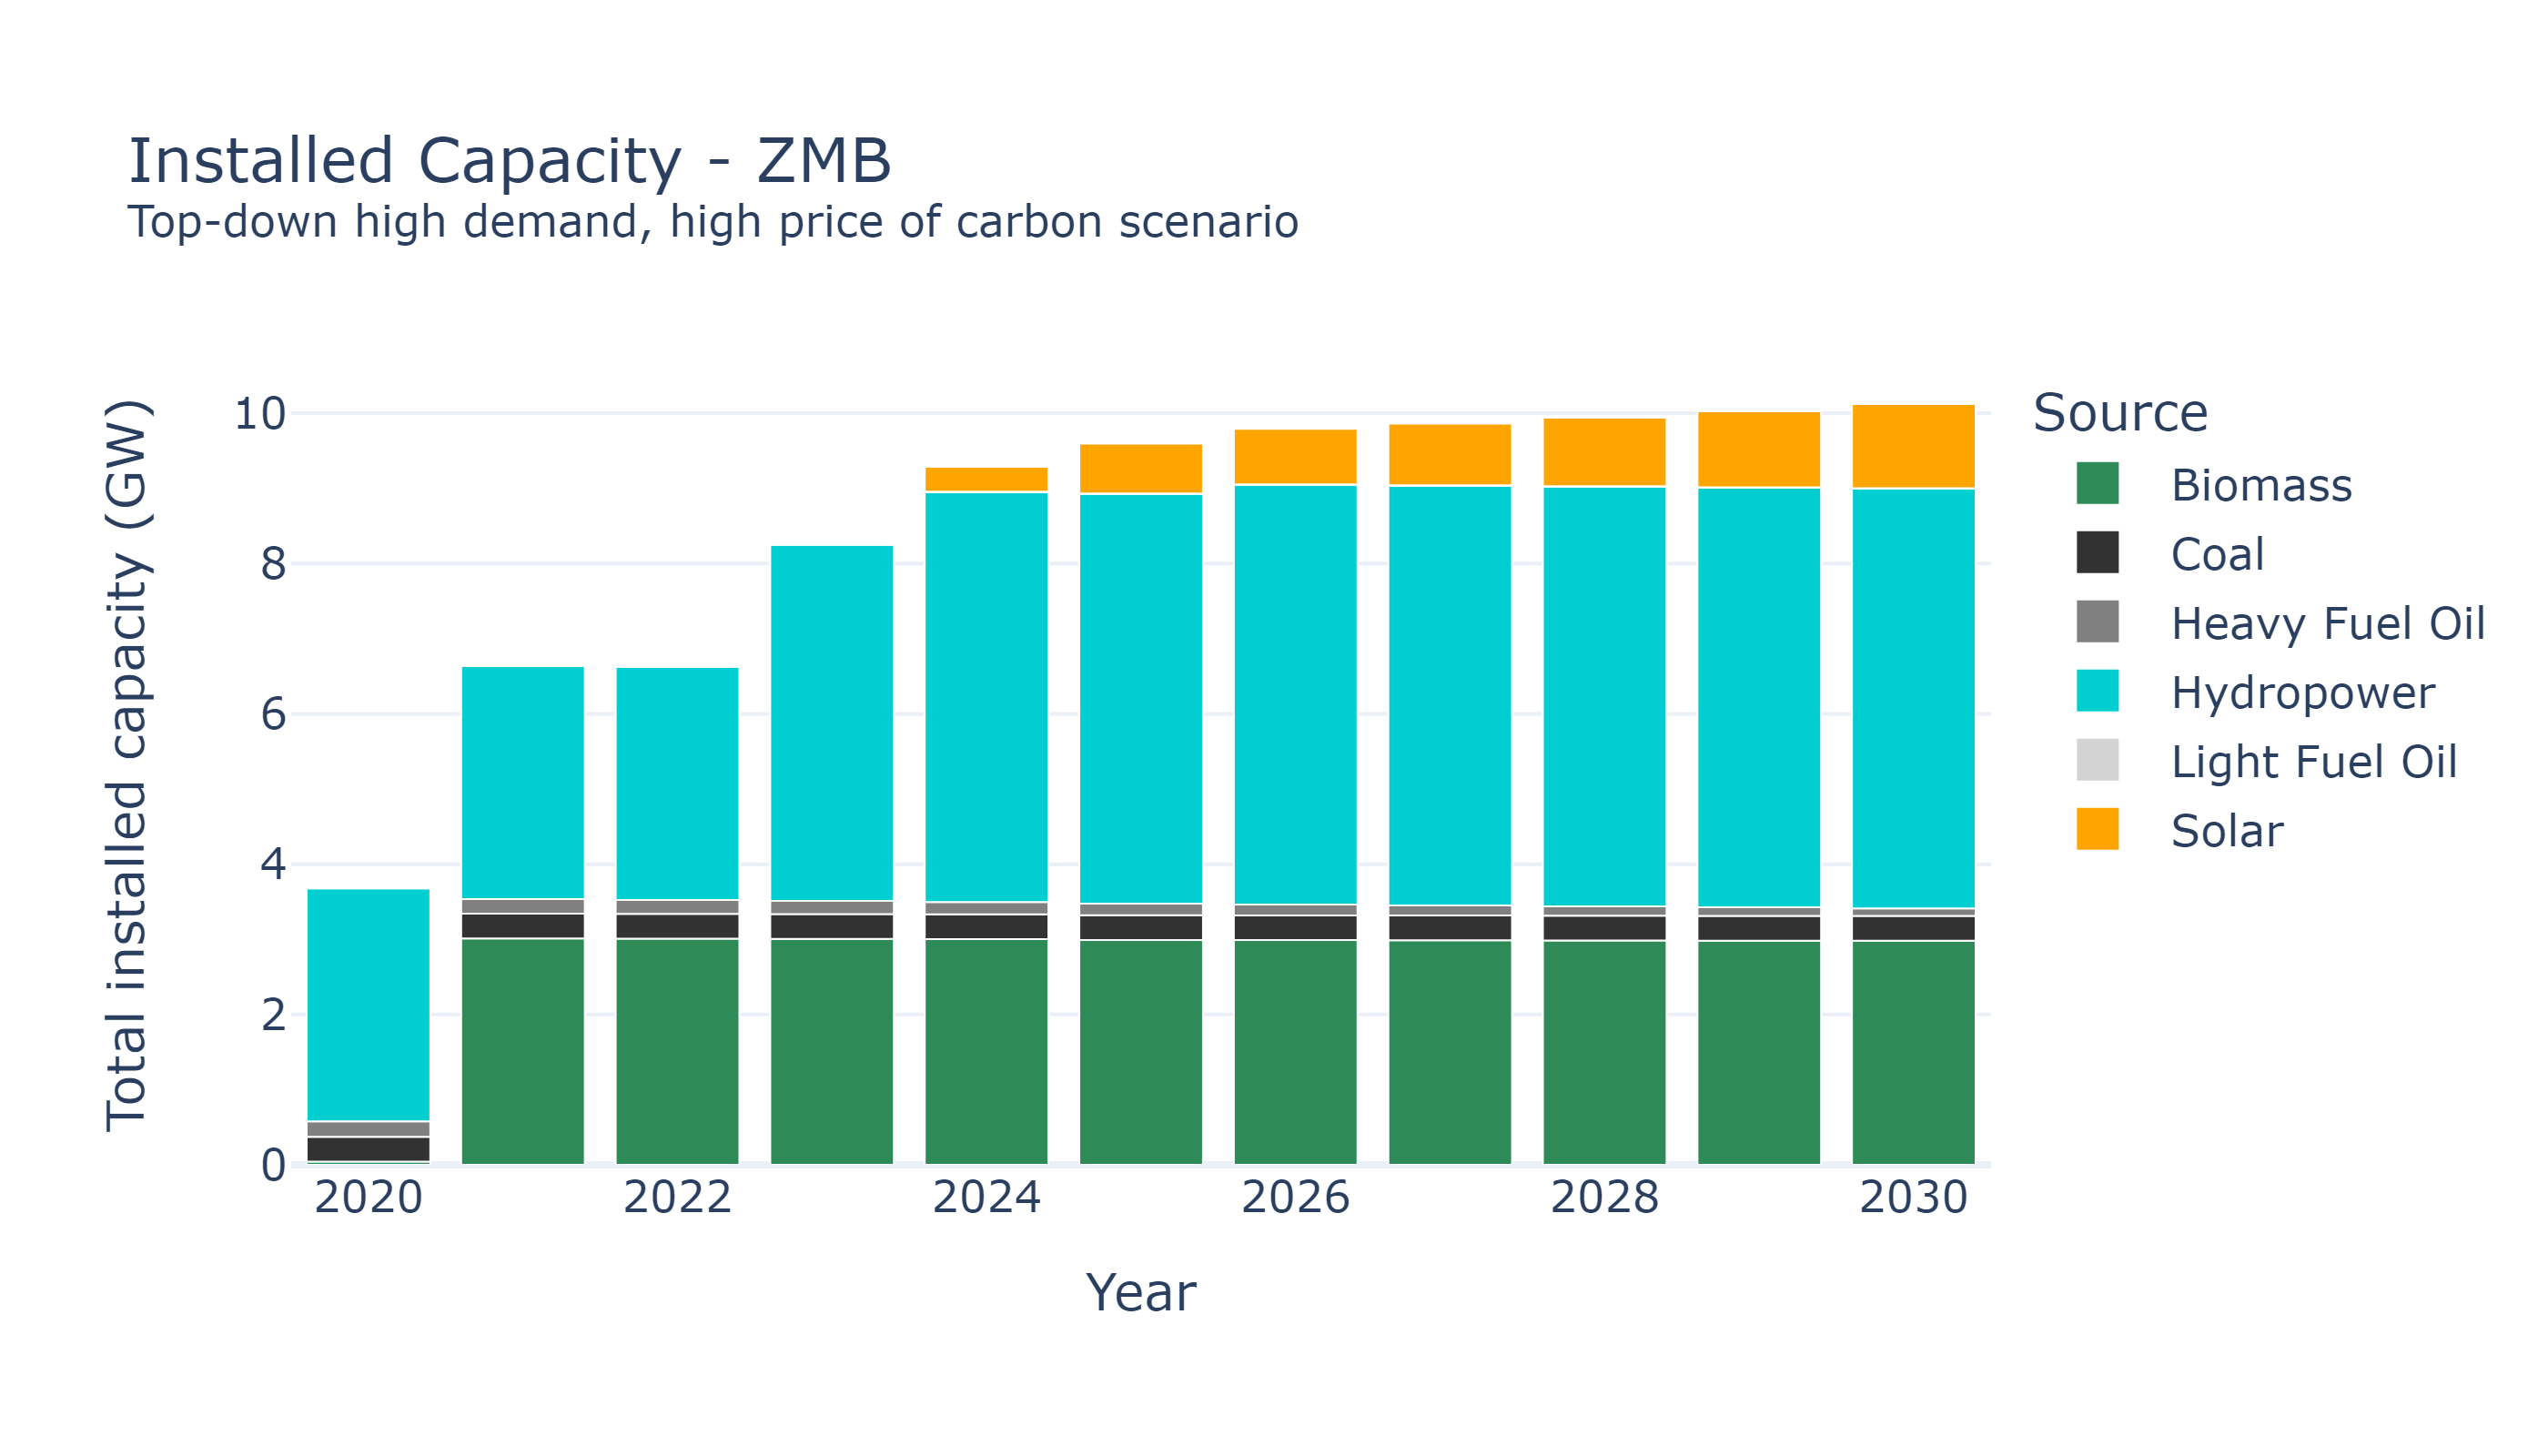 Installed Capacity - ZMB
Top-down high demand, high price of carbon scenario
Total installed capacity (GW)
10
8
6
4
2
0
2020 2022 2024 2026 2028 2030
Year
Source
Biomass
Coal
Heavy Fuel Oil
Hydropower
Light Fuel Oil
Solar